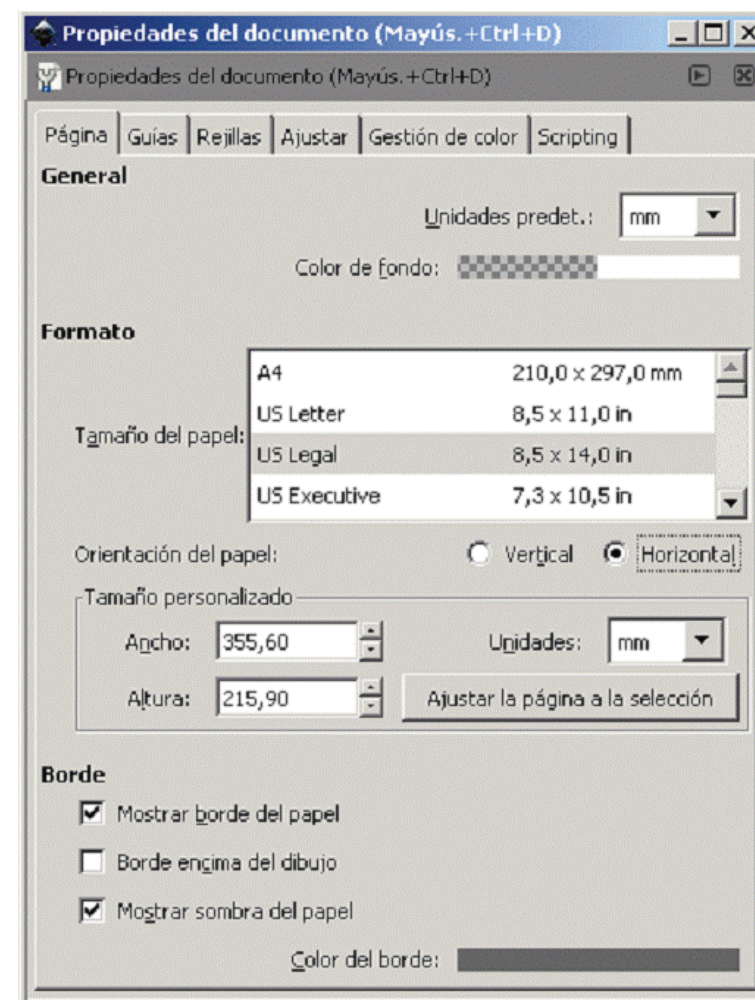 Propiedades del documento (Mayús.+Ctrl+D)
Propiedades del documento (Mayús.+Ctrl+D)
Página Guías Rejillas Ajustar Gestión de color Scripting
General
Unidades predet.: mm
Color de fondo:
Formato
Tamaño del papel:
A4 210,0 x 297,0 mm
US Letter 8,5 x 11,0 in
US Legal 8,5 x 14,0 in
US Executive 7,3 x 10,5 in
Orientación del papel: Vertical Horizontal
Tamaño personalizado
Ancho: 355,60 Unidades: mm
Altura: 215,90 Ajustar la página a la selección
Borde
Mostrar borde del papel
Borde encima del dibujo
Mostrar sombra del papel
Color del borde: